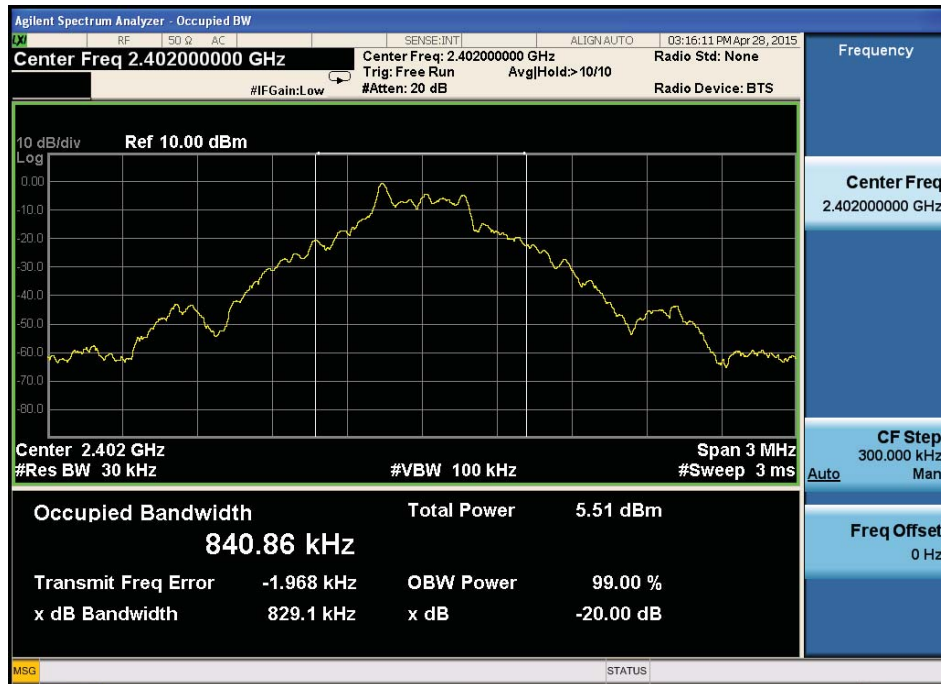 Agilent Spectrum Analyzer - Occupied BW
LXI RF 50 Ω AC SENSE:INT ALIGN AUTO 03:16:11 PM Apr 28, 2015
Center Freq 2.402000000 GHz
Center Freq: 2.402000000 GHz
Radio Std: None
Trig: Free Run Avg|Hold:>10/10
#IFGain:Low
#Atten: 20 dB
Radio Device: BTS
Frequency
10 dB/div
Ref 10.00 dBm
Log
0.00
-10.0
-20.0
-30.0
-40.0
-50.0
-60.0
-70.0
-80.0
Center 2.402 GHz
Span 3 MHz
#Res BW 30 kHz
#VBW 100 kHz
#Sweep 3 ms
Occupied Bandwidth
840.86 kHz
Total Power 5.51 dBm
Transmit Freq Error -1.968 kHz
OBW Power 99.00 %
x dB Bandwidth 829.1 kHz
x dB -20.00 dB
Center Freq
2.402000000 GHz
CF Step
300.000 kHz
Auto Man
Freq Offset
0 Hz
MSG
STATUS